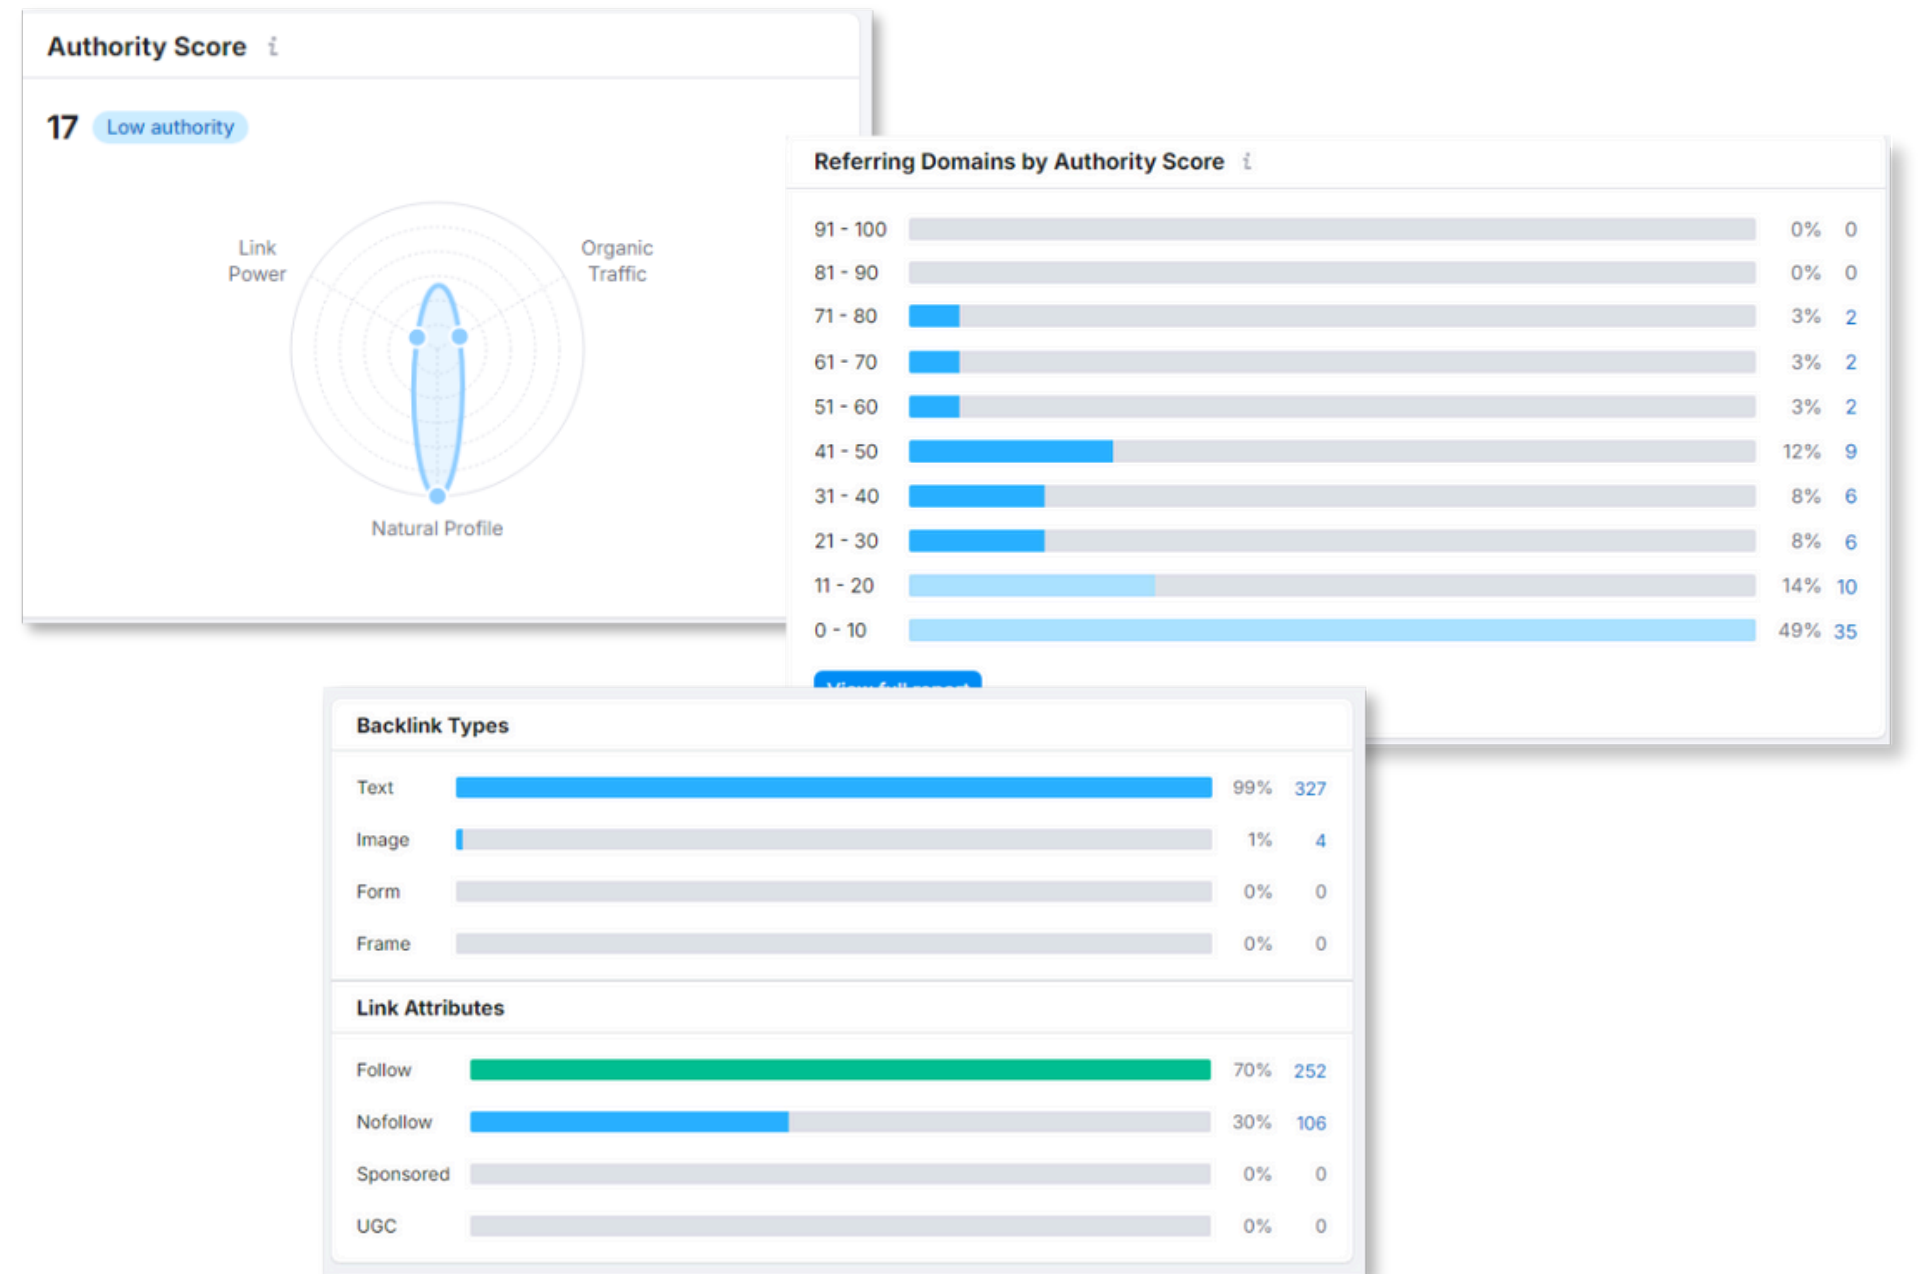 Authority Score i
17 Low authority
Link
Power
Organic
Traffic
Natural Profile
Referring Domains by Authority Score i
91 - 100 0% 0
81 - 90 0% 0
71 - 80 3% 2
61 - 70 3% 2
51 - 60 3% 2
41 - 50 12% 9
31 - 40 8% 6
21 - 30 8% 6
11 - 20 14% 10
0 - 10 49% 35
View full report
Backlink Types
Text 99% 327
Image 1% 4
Form 0% 0
Frame 0% 0
Link Attributes
Follow 70% 252
Nofollow 30% 106
Sponsored 0% 0
UGC 0% 0